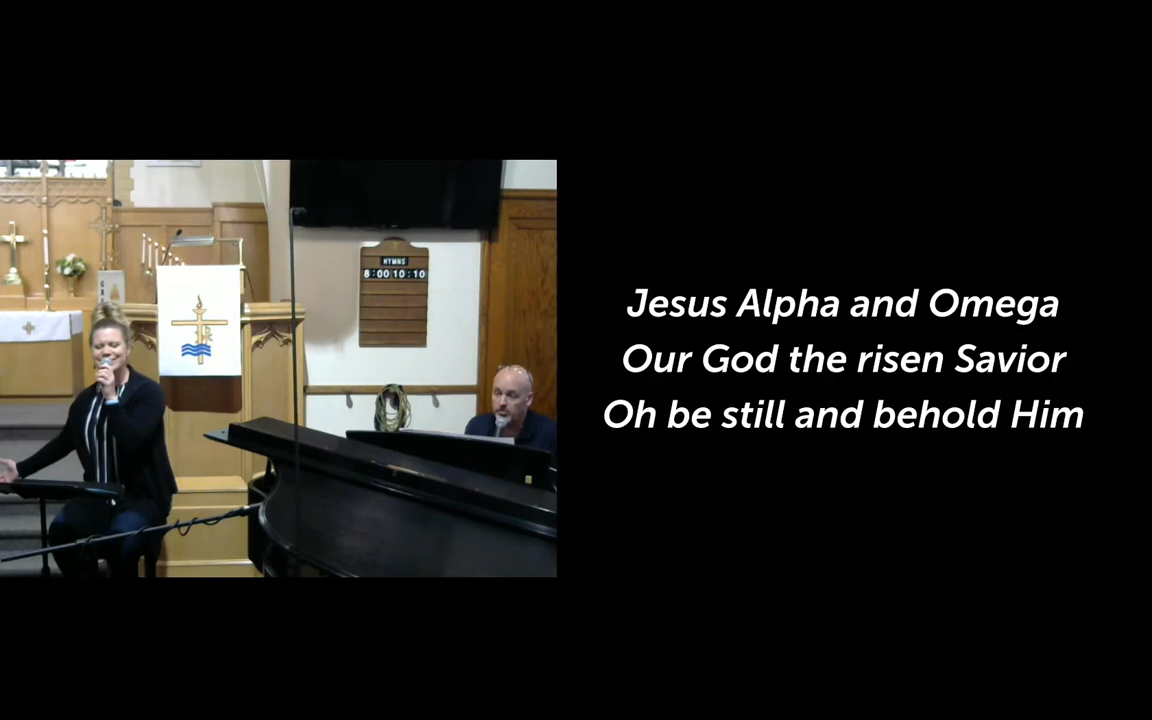 HYMNS
8:00 10:10
Jesus Alpha and Omega
Our God the risen Savior
Oh be still and behold Him